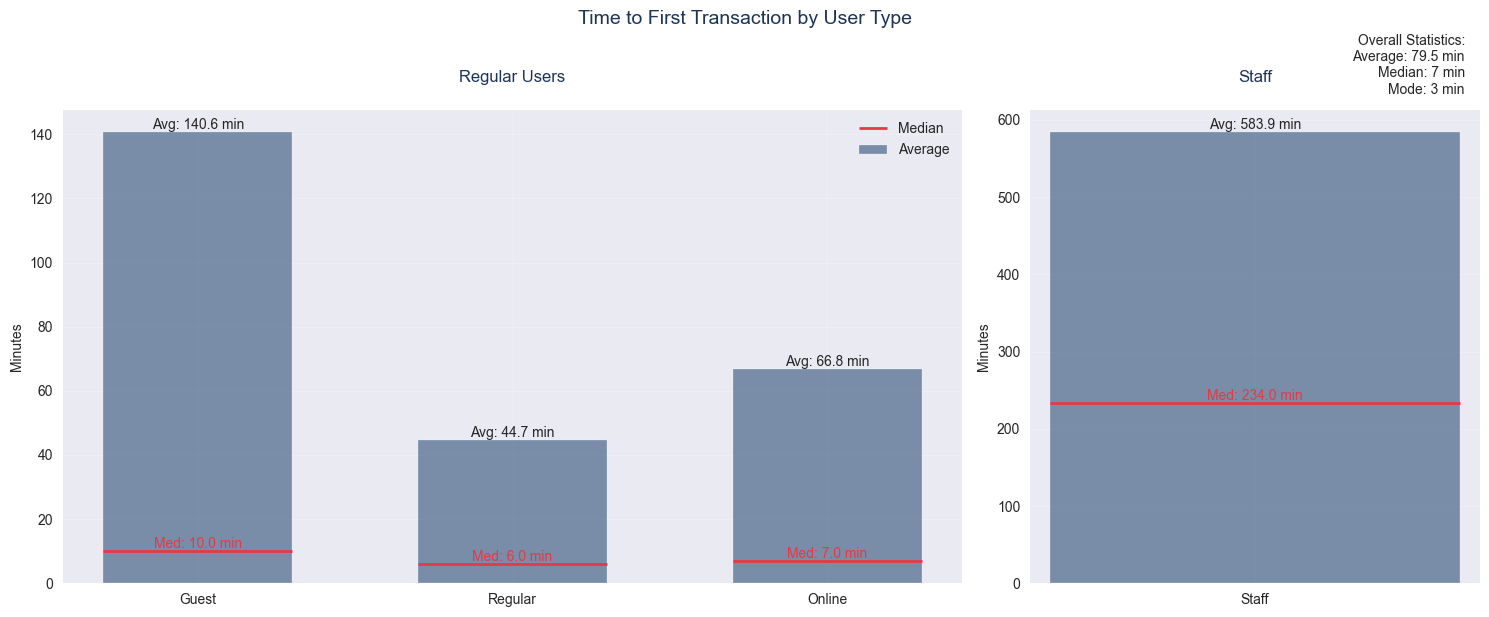 Time to First Transaction by User Type
Overall Statistics:
Average: 79.5 min
Median: 7 min
Mode: 3 min
Regular Users
Minutes
140
120
100
80
60
40
20
0
Avg: 140.6 min
Med: 10.0 min
Avg: 44.7 min
Med: 6.0 min
Avg: 66.8 min
Med: 7.0 min
Median
Average
Guest
Regular
Online
Staff
Minutes
600
500
400
300
200
100
0
Avg: 583.9 min
Med: 234.0 min
Staff